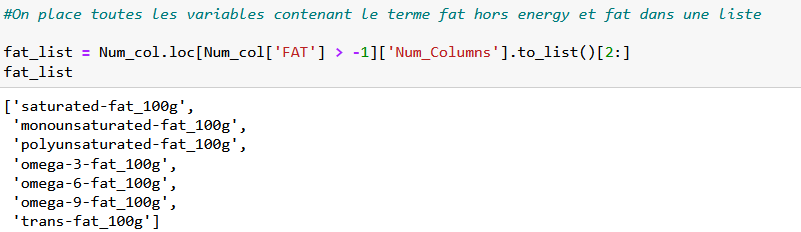 #On place toutes les variables contenant le terme fat hors energy et fat dans une liste
fat_list = Num_col.loc[Num_col['FAT'] > -1]['Num_Columns'].to_list()[2:]
fat_list
['saturated-fat_100g',
'monounsaturated-fat_100g',
'polyunsaturated-fat_100g',
'omega-3-fat_100g',
'omega-6-fat_100g',
'omega-9-fat_100g',
'trans-fat_100g']